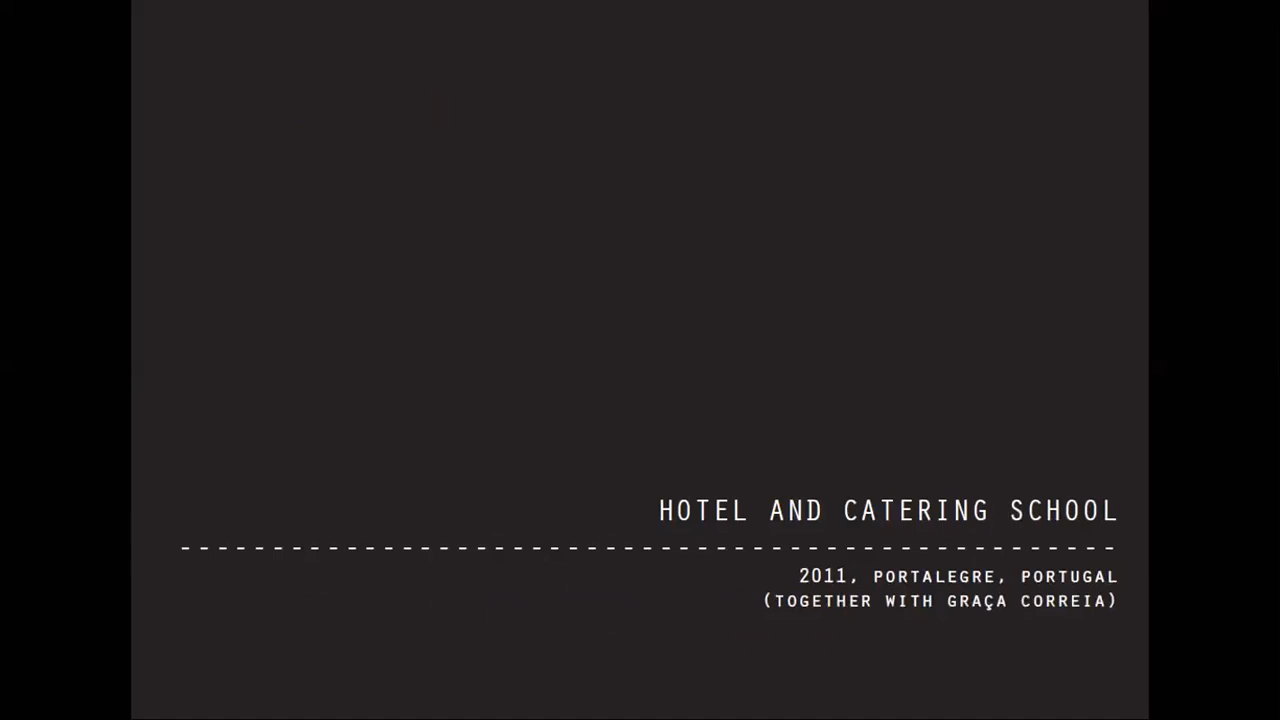 HOTEL AND CATERING SCHOOL
---------------------------------------------------
2011, PORTALEGRE, PORTUGAL
(TOGETHER WITH GRAÇA CORREIA)